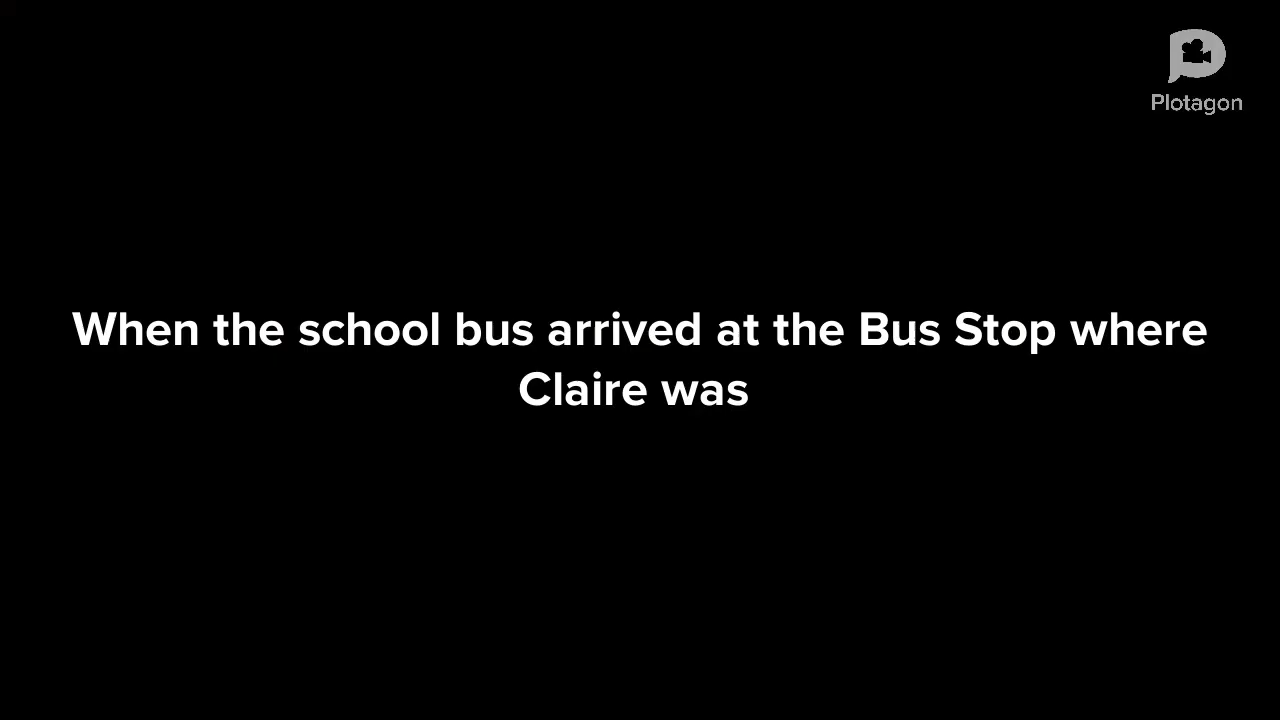 Plotagon
When the school bus arrived at the Bus Stop where
Claire was